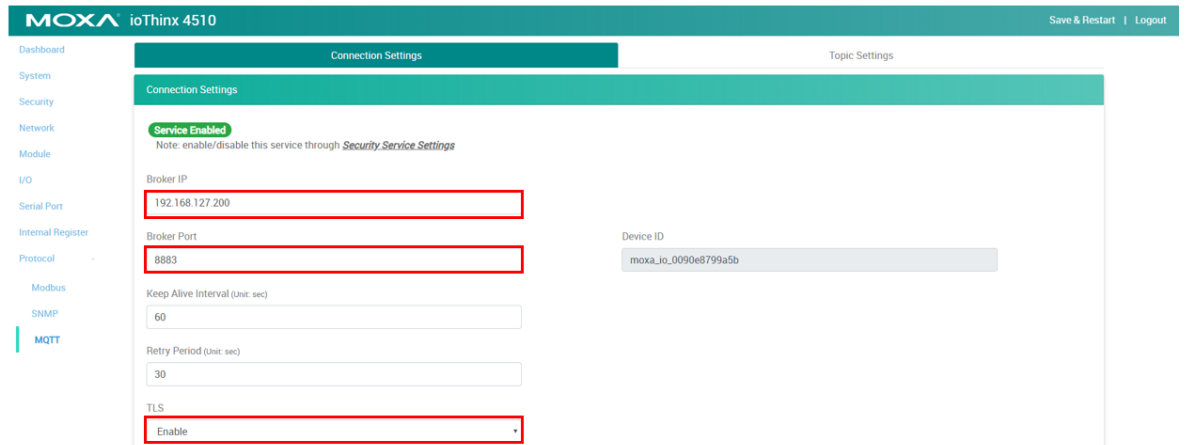 MOXA ioThinx 4510
Save & Restart | Logout
Dashboard
System
Security
Network
Module
I/O
Serial Port
Internal Register
Protocol
Modbus
SNMP
MQTT
Connection Settings
Topic Settings
Connection Settings
Service Enabled
Note: enable/disable this service through Security Service Settings
Broker IP
192.168.127.200
Broker Port
8883
Device ID
moxa_io_0090e8799a5b
Keep Alive Interval (Unit: sec)
60
Retry Period (Unit: sec)
30
TLS
Enable